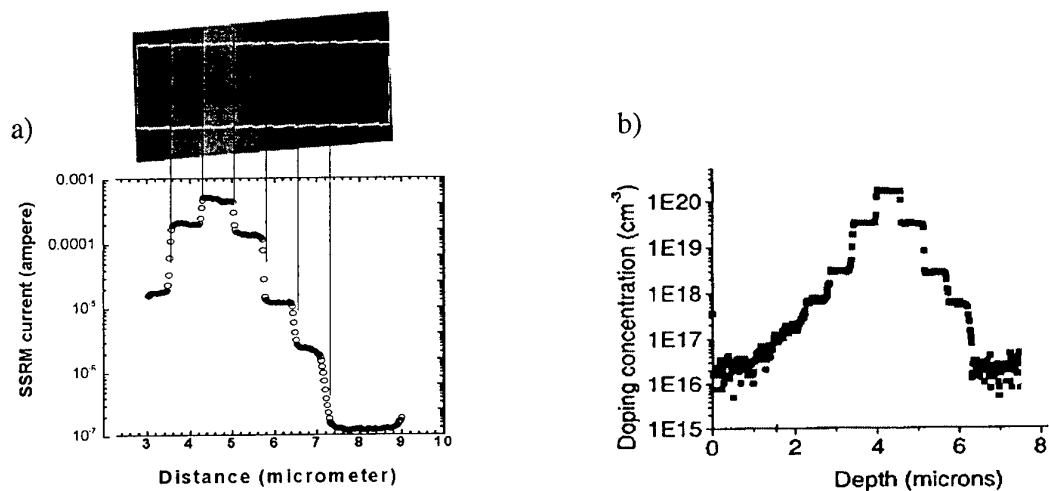 a)
0.001
0.0001
10-5
10-6
10-7
SSRM current (ampere)
3 4 5 6 7 8 9 10
Distance (micrometer)
b)
1E20
1E19
1E18
1E17
1E16
1E15
Doping concentration (cm-3)
0 2 4 6 8
Depth (microns)